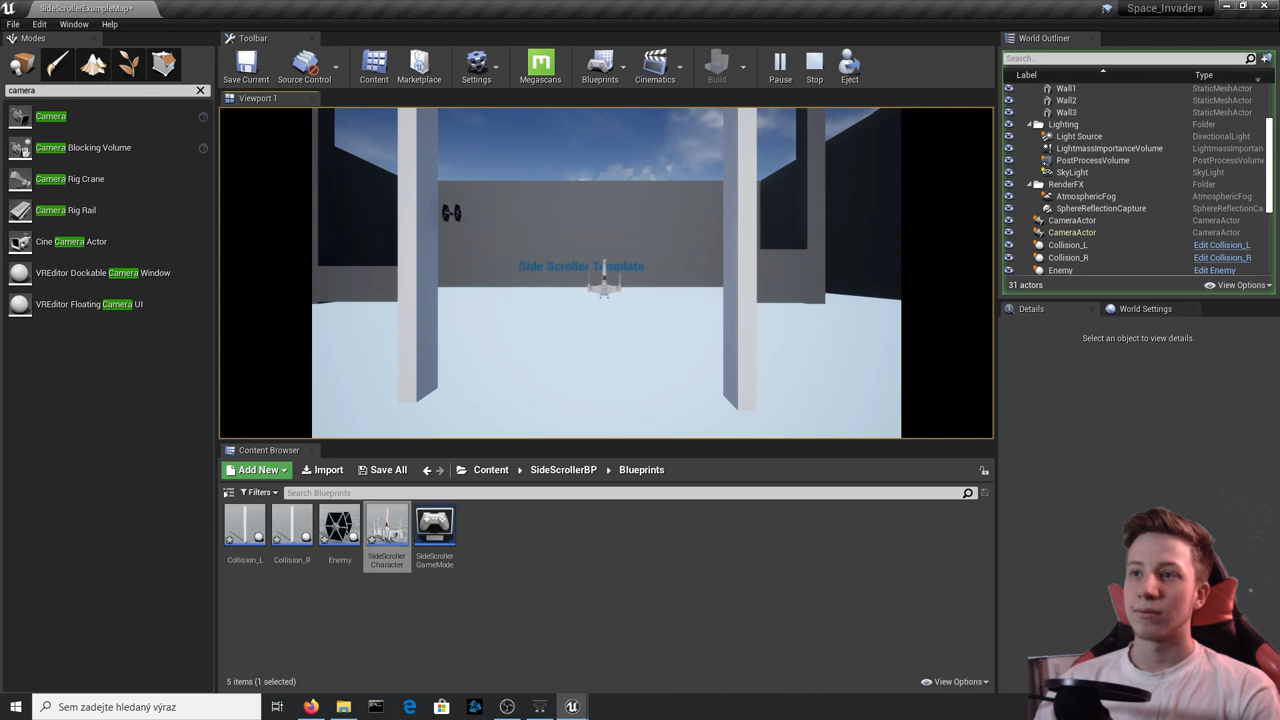 SideScrollerExampleMap*
Space_Invaders
File Edit Window Help
Modes
Toolbar
World Outliner
Save Current
Source Control
Content
Marketplace
Settings
Megascans
Blueprints
Cinematics
Build
Pause
Stop
Eject
camera
Search...
Label
Type
Viewport 1
Camera
Camera Blocking Volume
Camera Rig Crane
Camera Rig Rail
Cine Camera Actor
VREditor Dockable Camera Window
VREditor Floating Camera UI
Side Scroller Template
Wall1 StaticMeshActor
Wall2 StaticMeshActor
Wall3 StaticMeshActor
Lighting Folder
Light Source DirectionalLight
LightmassImportanceVolume LightmassImportan
PostProcessVolume PostProcessVolume
SkyLight SkyLight
RenderFX Folder
AtmosphericFog AtmosphericFog
SphereReflectionCapture SphereReflectionCa
CameraActor CameraActor
CameraActor CameraActor
Collision_L Edit Collision_L
Collision_R Edit Collision_R
Enemy Edit Enemy
31 actors
View Options
Details
World Settings
Select an object to view details.
Content Browser
Add New
Import
Save All
Content
SideScrollerBP
Blueprints
Filters
Search Blueprints
Collision_L
Collision_R
Enemy
SideScroller
Character
SideScroller
GameMode
5 items (1 selected)
View Options
Sem zadejte hledaný výraz